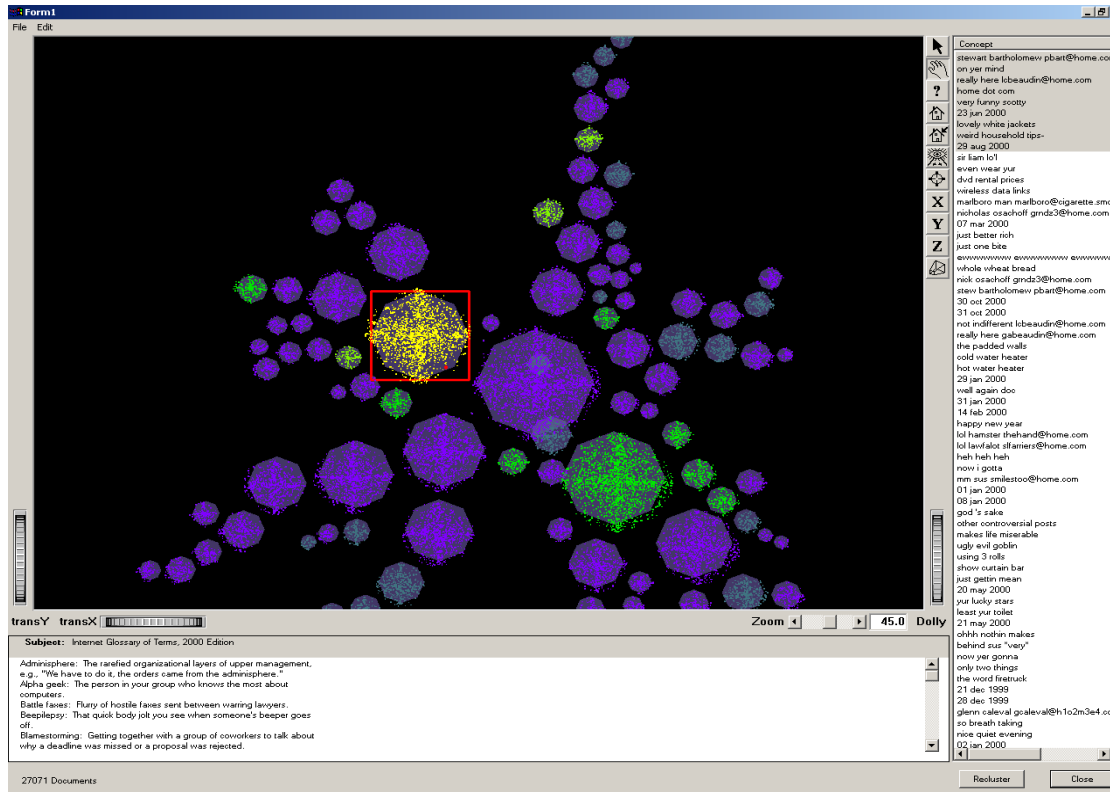 Form1
File Edit
?
X
Y
Z
Concept
stewart bartholomew pbart@home.com
on yer mind
really here lcbeaudin@home.com
home dot com
very funny scotty
23 jun 2000
lovely white jackets
weird household tips-
29 aug 2000
sir liam lo'l
even wear yur
dvd rental prices
wireless data links
marlboro man marlboro@cigarette.smo
nicholas osachoff grndz3@home.com
07 mar 2000
just better rich
just one bite
whole wheat bread
nick osachoff grndz3@home.com
stew bartholomew pbart@home.com
30 oct 2000
31 oct 2000
not indifferent lcbeaudin@home.com
really here gabeaudin@home.com
the padded walls
cold water heater
hot water heater
29 jan 2000
well again doc
31 jan 2000
14 feb 2000
happy new year
lol hamster thehand@home.com
lol lawfalot slfarriers@home.com
heh heh heh
now i gotta
mm sus smilestoo@home.com
01 jan 2000
08 jan 2000
god 's sake
other controversial posts
makes life miserable
ugly evil goblin
using 3 rolls
show curtain bar
just gettin mean
20 may 2000
yur lucky stars
least yur toilet
21 may 2000
ohhh nothin makes
behind sus "very"
now yer gonna
only two things
the word firetruck
21 dec 1999
28 dec 1999
glenn caleval gcaleval@h1o2m3e4.co
so breath taking
nice quiet evening
02 jan 2000
transY transX
Zoom 45.0 Dolly
Subject: Internet Glossary of Terms, 2000 Edition
Adminisphere: The rarefied organizational layers of upper management,
e.g., "We have to do it, the orders came from the adminisphere."
Alpha geek: The person in your group who knows the most about
computers.
Battle faxes: Flurry of hostile faxes sent between warring lawyers.
Beepilepsy: That quick body jolt you see when someone's beeper goes
off.
Blamestorming: Getting together with a group of coworkers to talk about
why a deadline was missed or a proposal was rejected.
27071 Documents
Recluster Close